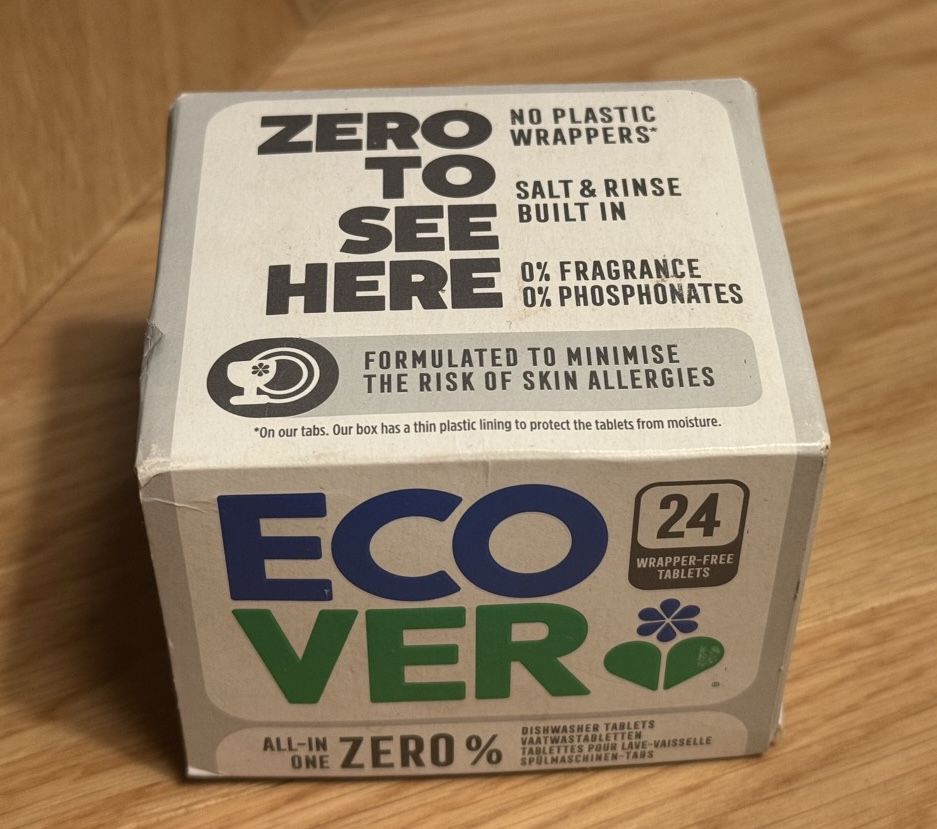 ZERO
TO
SEE
HERE
NO PLASTIC
WRAPPERS*
SALT & RINSE
BUILT IN
0% FRAGRANCE
0% PHOSPHONATES
FORMULATED TO MINIMISE
THE RISK OF SKIN ALLERGIES
*On our tabs. Our box has a thin plastic lining to protect the tablets from moisture.
ECO
VER
24
WRAPPER-FREE
TABLETS
®
ALL-IN
ONE
ZERO %
DISHWASHER TABLETS
VAATWASTABLETTEN
TABLETTES POUR LAVE-VAISSELLE
SPÜLMASCHINEN-TABS